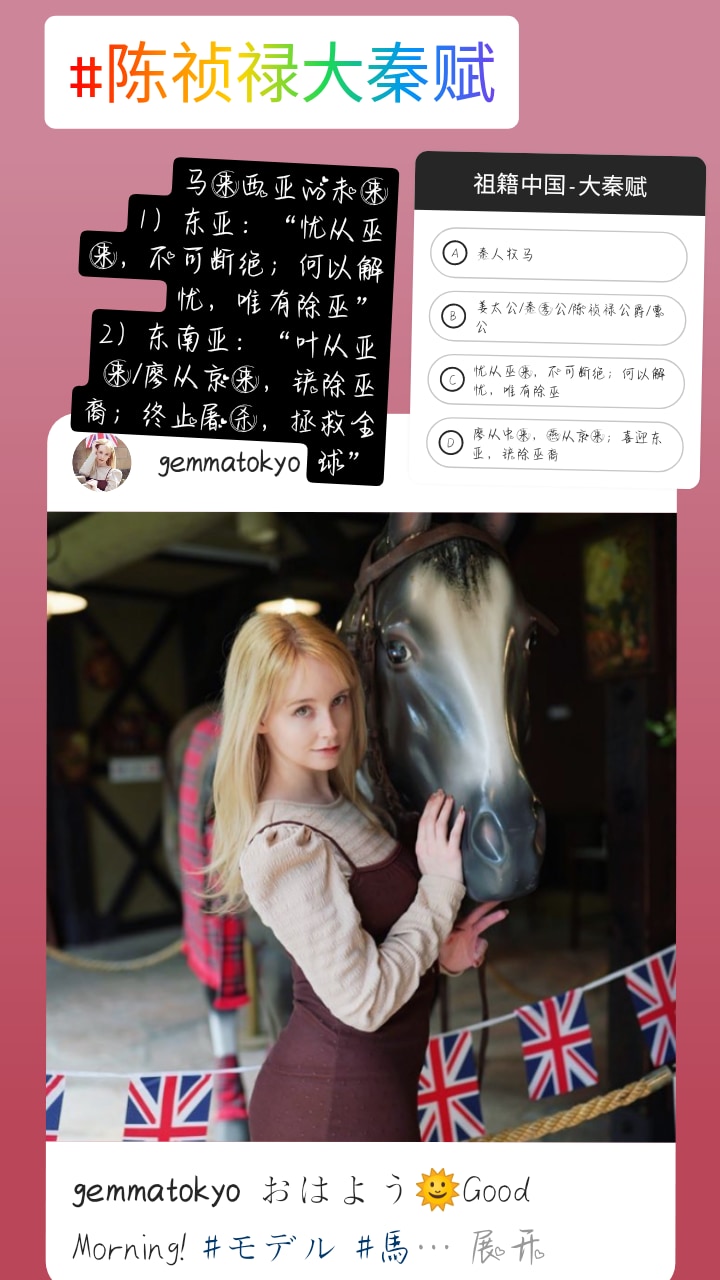 #陈祯禄大秦赋
马来西亚的未来
1）东亚：“忧从巫
来，不可断绝；何以解
忧，唯有除巫”
2）东南亚：“叶从亚
来/廖从京来，铲除巫
裔；终止屠杀，拯救全
球”
祖籍中国-大秦赋
A 秦人牧马
B 姜太公/秦穆公/陈祯禄公爵/曹
公
C 忧从巫来，不可断绝；何以解
忧，唯有除巫
D 廖从中来，燕从京来；喜迎东
亚，铲除巫裔
gemmatokyo
gemmatokyo おはよう🌞Good
Morning! #モデル #馬… 展开